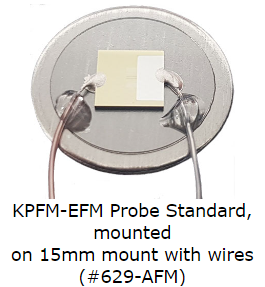 KPFM-EFM Probe Standard,
mounted
on 15mm mount with wires
(#629-AFM)